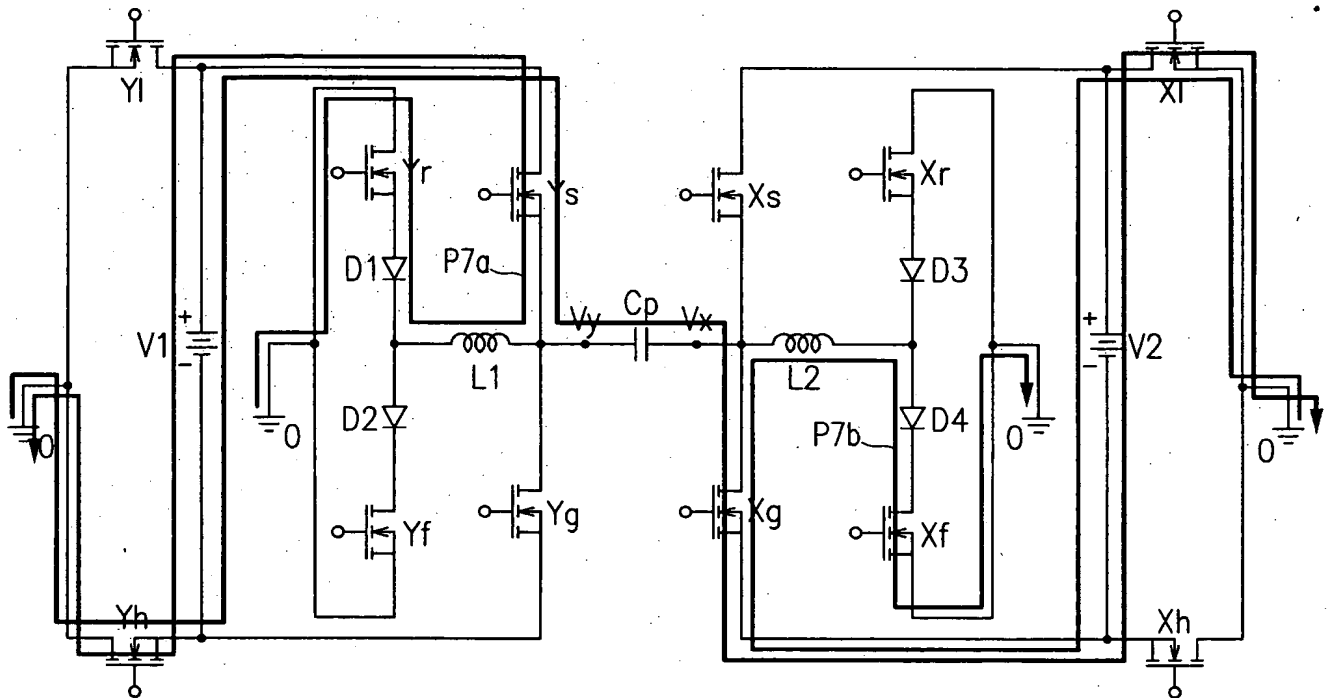 Yl
Xl
Yr
Ys
Xs
Xr
P7a
D1
D3
Cp
Vy
Vx
+
V1
-
+
V2
-
L1
L2
0
D2
0
P7b
D4
0
0
Yf
Yg
Xg
Xf
Yh
Xh